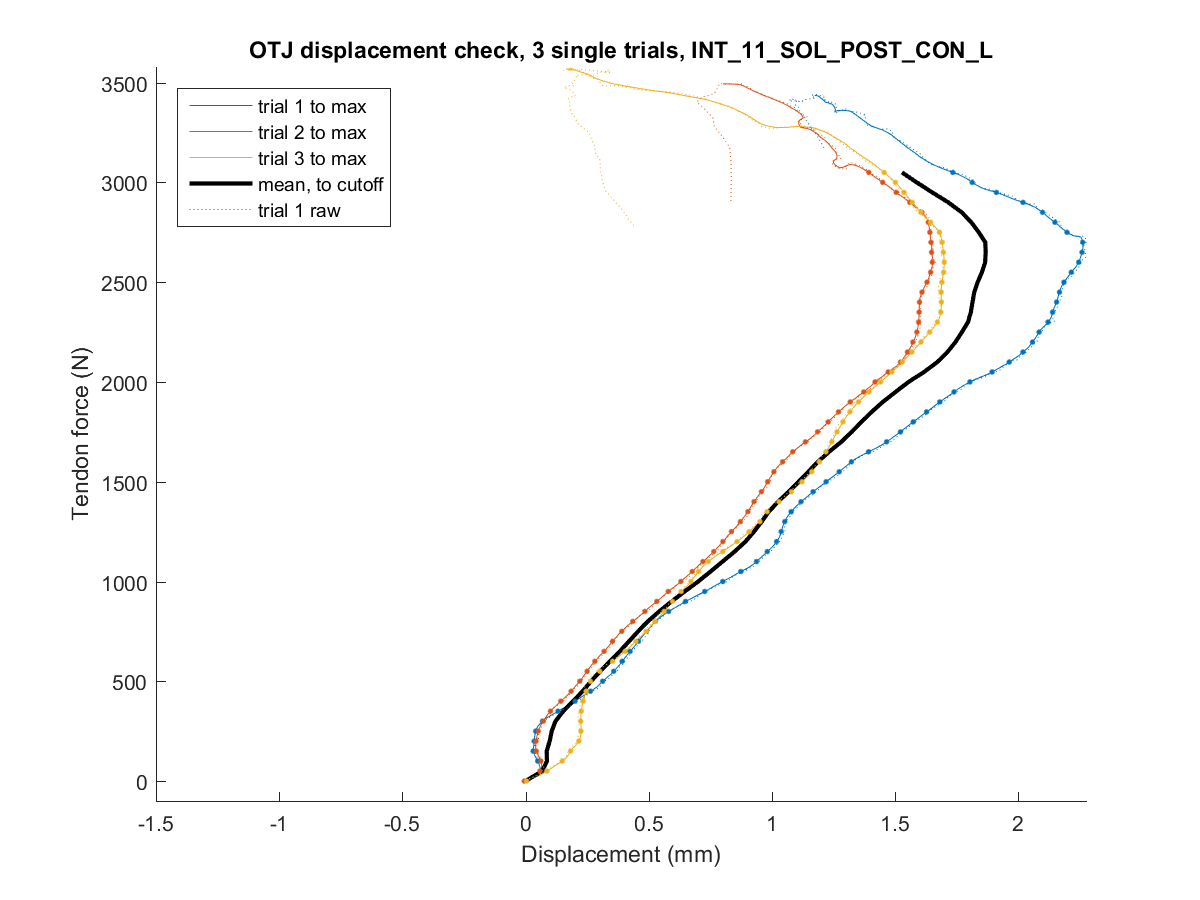 OTJ displacement check, 3 single trials, INT_11_SOL_POST_CON_L
3500
3000
2500
2000
1500
1000
500
0
Tendon force (N)
trial 1 to max
trial 2 to max
trial 3 to max
mean, to cutoff
trial 1 raw
-1.5
-1
-0.5
0
0.5
1
1.5
2
Displacement (mm)